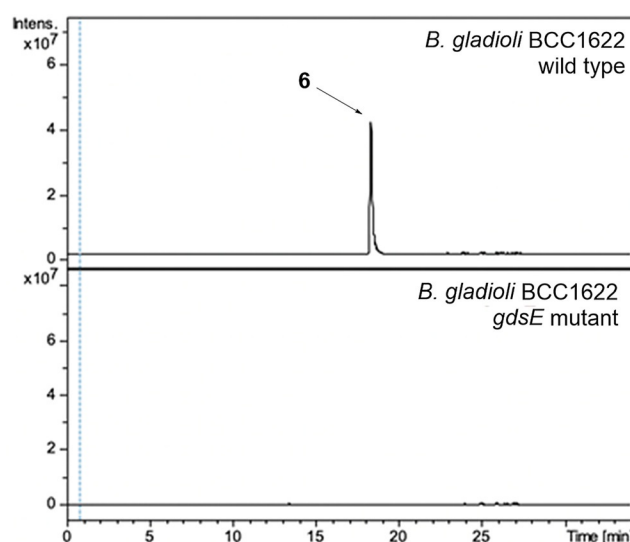 Intens.
x10⁷
B. gladioli BCC1622
wild type
6
6
4
2
0
x10⁷
B. gladioli BCC1622
gdsE mutant
6
4
2
0
0 5 10 15 20 25 Time [min